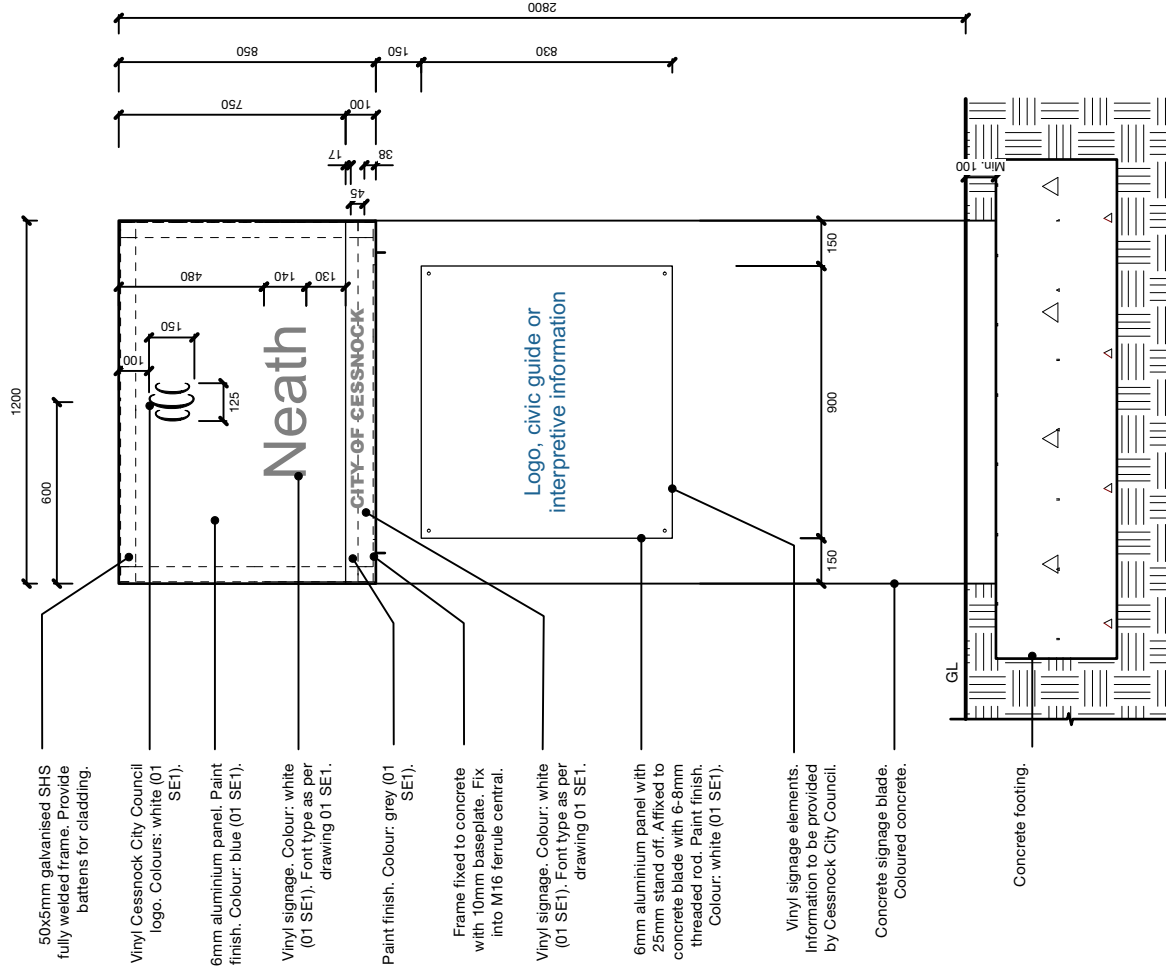 50x5mm galvanised SHS
fully welded frame. Provide
battens for cladding.
Vinyl Cessnock City Council
logo. Colours: white (01
SE1).
6mm aluminium panel. Paint
finish. Colour: blue (01 SE1).
Vinyl signage. Colour: white
(01 SE1). Font type as per
drawing 01 SE1.
Paint finish. Colour: grey (01
SE1).
Frame fixed to concrete
with 10mm baseplate. Fix
into M16 ferrule central.
Vinyl signage. Colour: white
(01 SE1). Font type as per
drawing 01 SE1.
6mm aluminium panel with
25mm stand off. Affixed to
concrete blade with 6-8mm
threaded rod. Paint finish.
Colour: white (01 SE1).
Vinyl signage elements.
Information to be provided
by Cessnock City Council.
Concrete signage blade.
Coloured concrete.
Concrete footing.
1200
600
100
150
125
480
140
130
Neath
CITY OF CESSNOCK
Logo, civic guide or
interpretive information
150
900
150
17
45
38
750
100
850
150
830
2800
GL
Min. 100